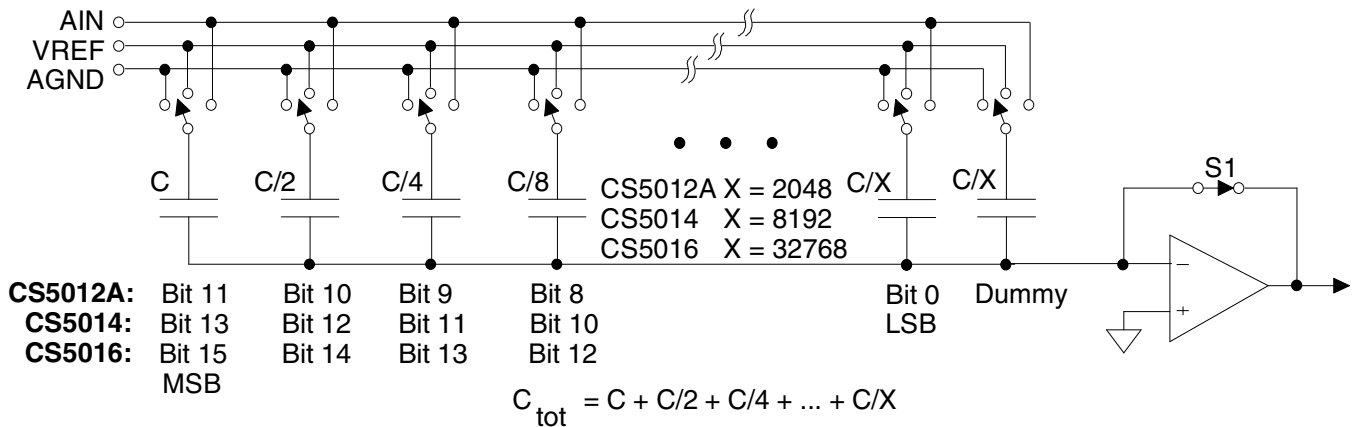 AIN
VREF
AGND
C
C/2
C/4
C/8
C/X
C/X
S1
CS5012A X = 2048
CS5014 X = 8192
CS5016 X = 32768
−
+
CS5012A: Bit 11 Bit 10 Bit 9 Bit 8 Bit 0 Dummy
CS5014: Bit 13 Bit 12 Bit 11 Bit 10 LSB
CS5016: Bit 15 Bit 14 Bit 13 Bit 12
MSB
C tot = C + C/2 + C/4 + ... + C/X